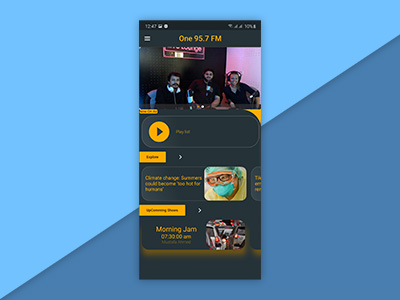 10:47
One 95.7 FM
Play list
Explore
Climate change: Summers
could become 'too hot for
humans'
UpComming Shows
Morning Jam
07:30:00 am